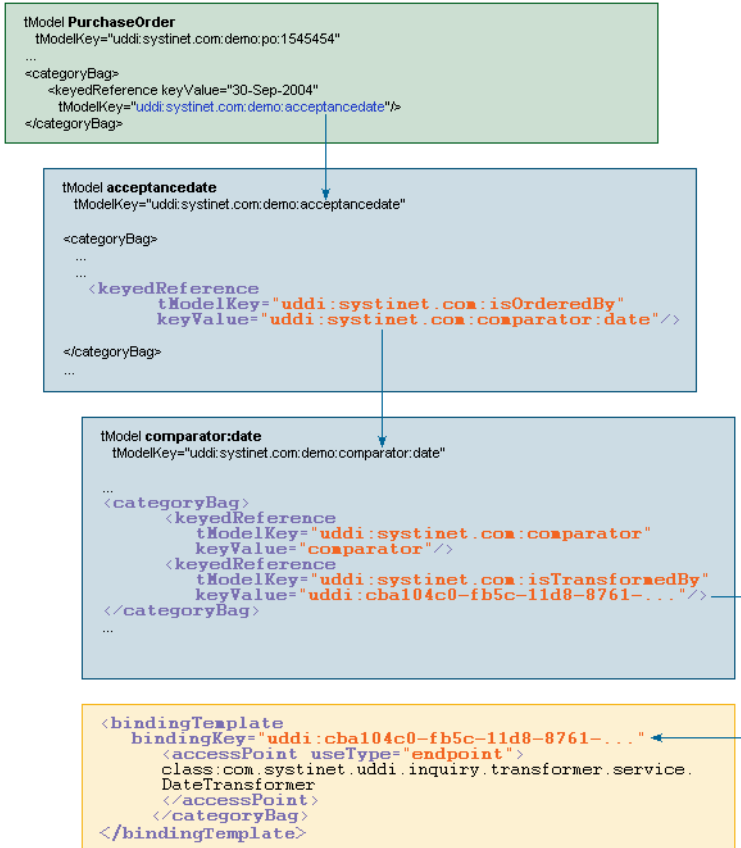 tModel PurchaseOrder
tModelKey="uddi:systinet.com:demo:po:1545454"
...
<categoryBag>
<keyedReference keyValue="30-Sep-2004"
tModelKey="uddi:systinet.com:demo:acceptancedate"/>
</categoryBag>
tModel acceptancedate
tModelKey="uddi:systinet.com:demo:acceptancedate"
<categoryBag>
...
...
<keyedReference
tModelKey="uddi:systinet.com:isOrderedBy"
keyValue="uddi:systinet.com:comparator:date"/>
</categoryBag>
...
tModel comparator:date
tModelKey="uddi:systinet.com:demo:comparator:date"
...
<categoryBag>
<keyedReference
tModelKey="uddi:systinet.com:comparator"
keyValue="comparator"/>
<keyedReference
tModelKey="uddi:systinet.com:isTransformedBy"
keyValue="uddi:cba104c0-fb5c-11d8-8761-..."/>
</categoryBag>
...
<bindingTemplate
bindingKey="uddi:cba104c0-fb5c-11d8-8761-..."
<accessPoint useType="endpoint">
class:com.systinet.uddi.inquiry.transformer.service.
DateTransformer
</accessPoint>
</categoryBag>
</bindingTemplate>